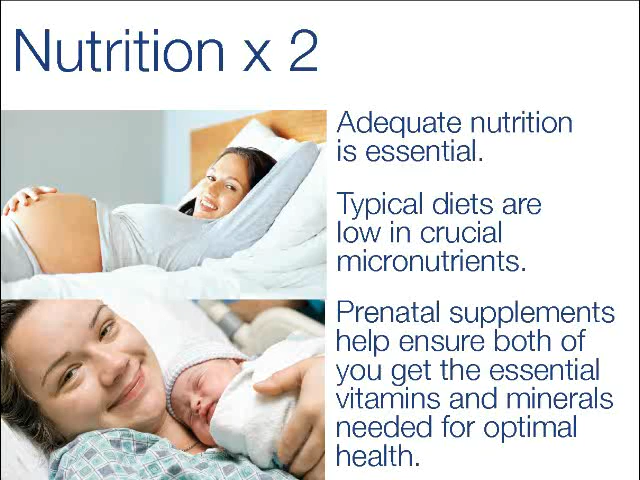 Nutrition x 2
Adequate nutrition
is essential.
Typical diets are
low in crucial
micronutrients.
Prenatal supplements
help ensure both of
you get the essential
vitamins and minerals
needed for optimal
health.